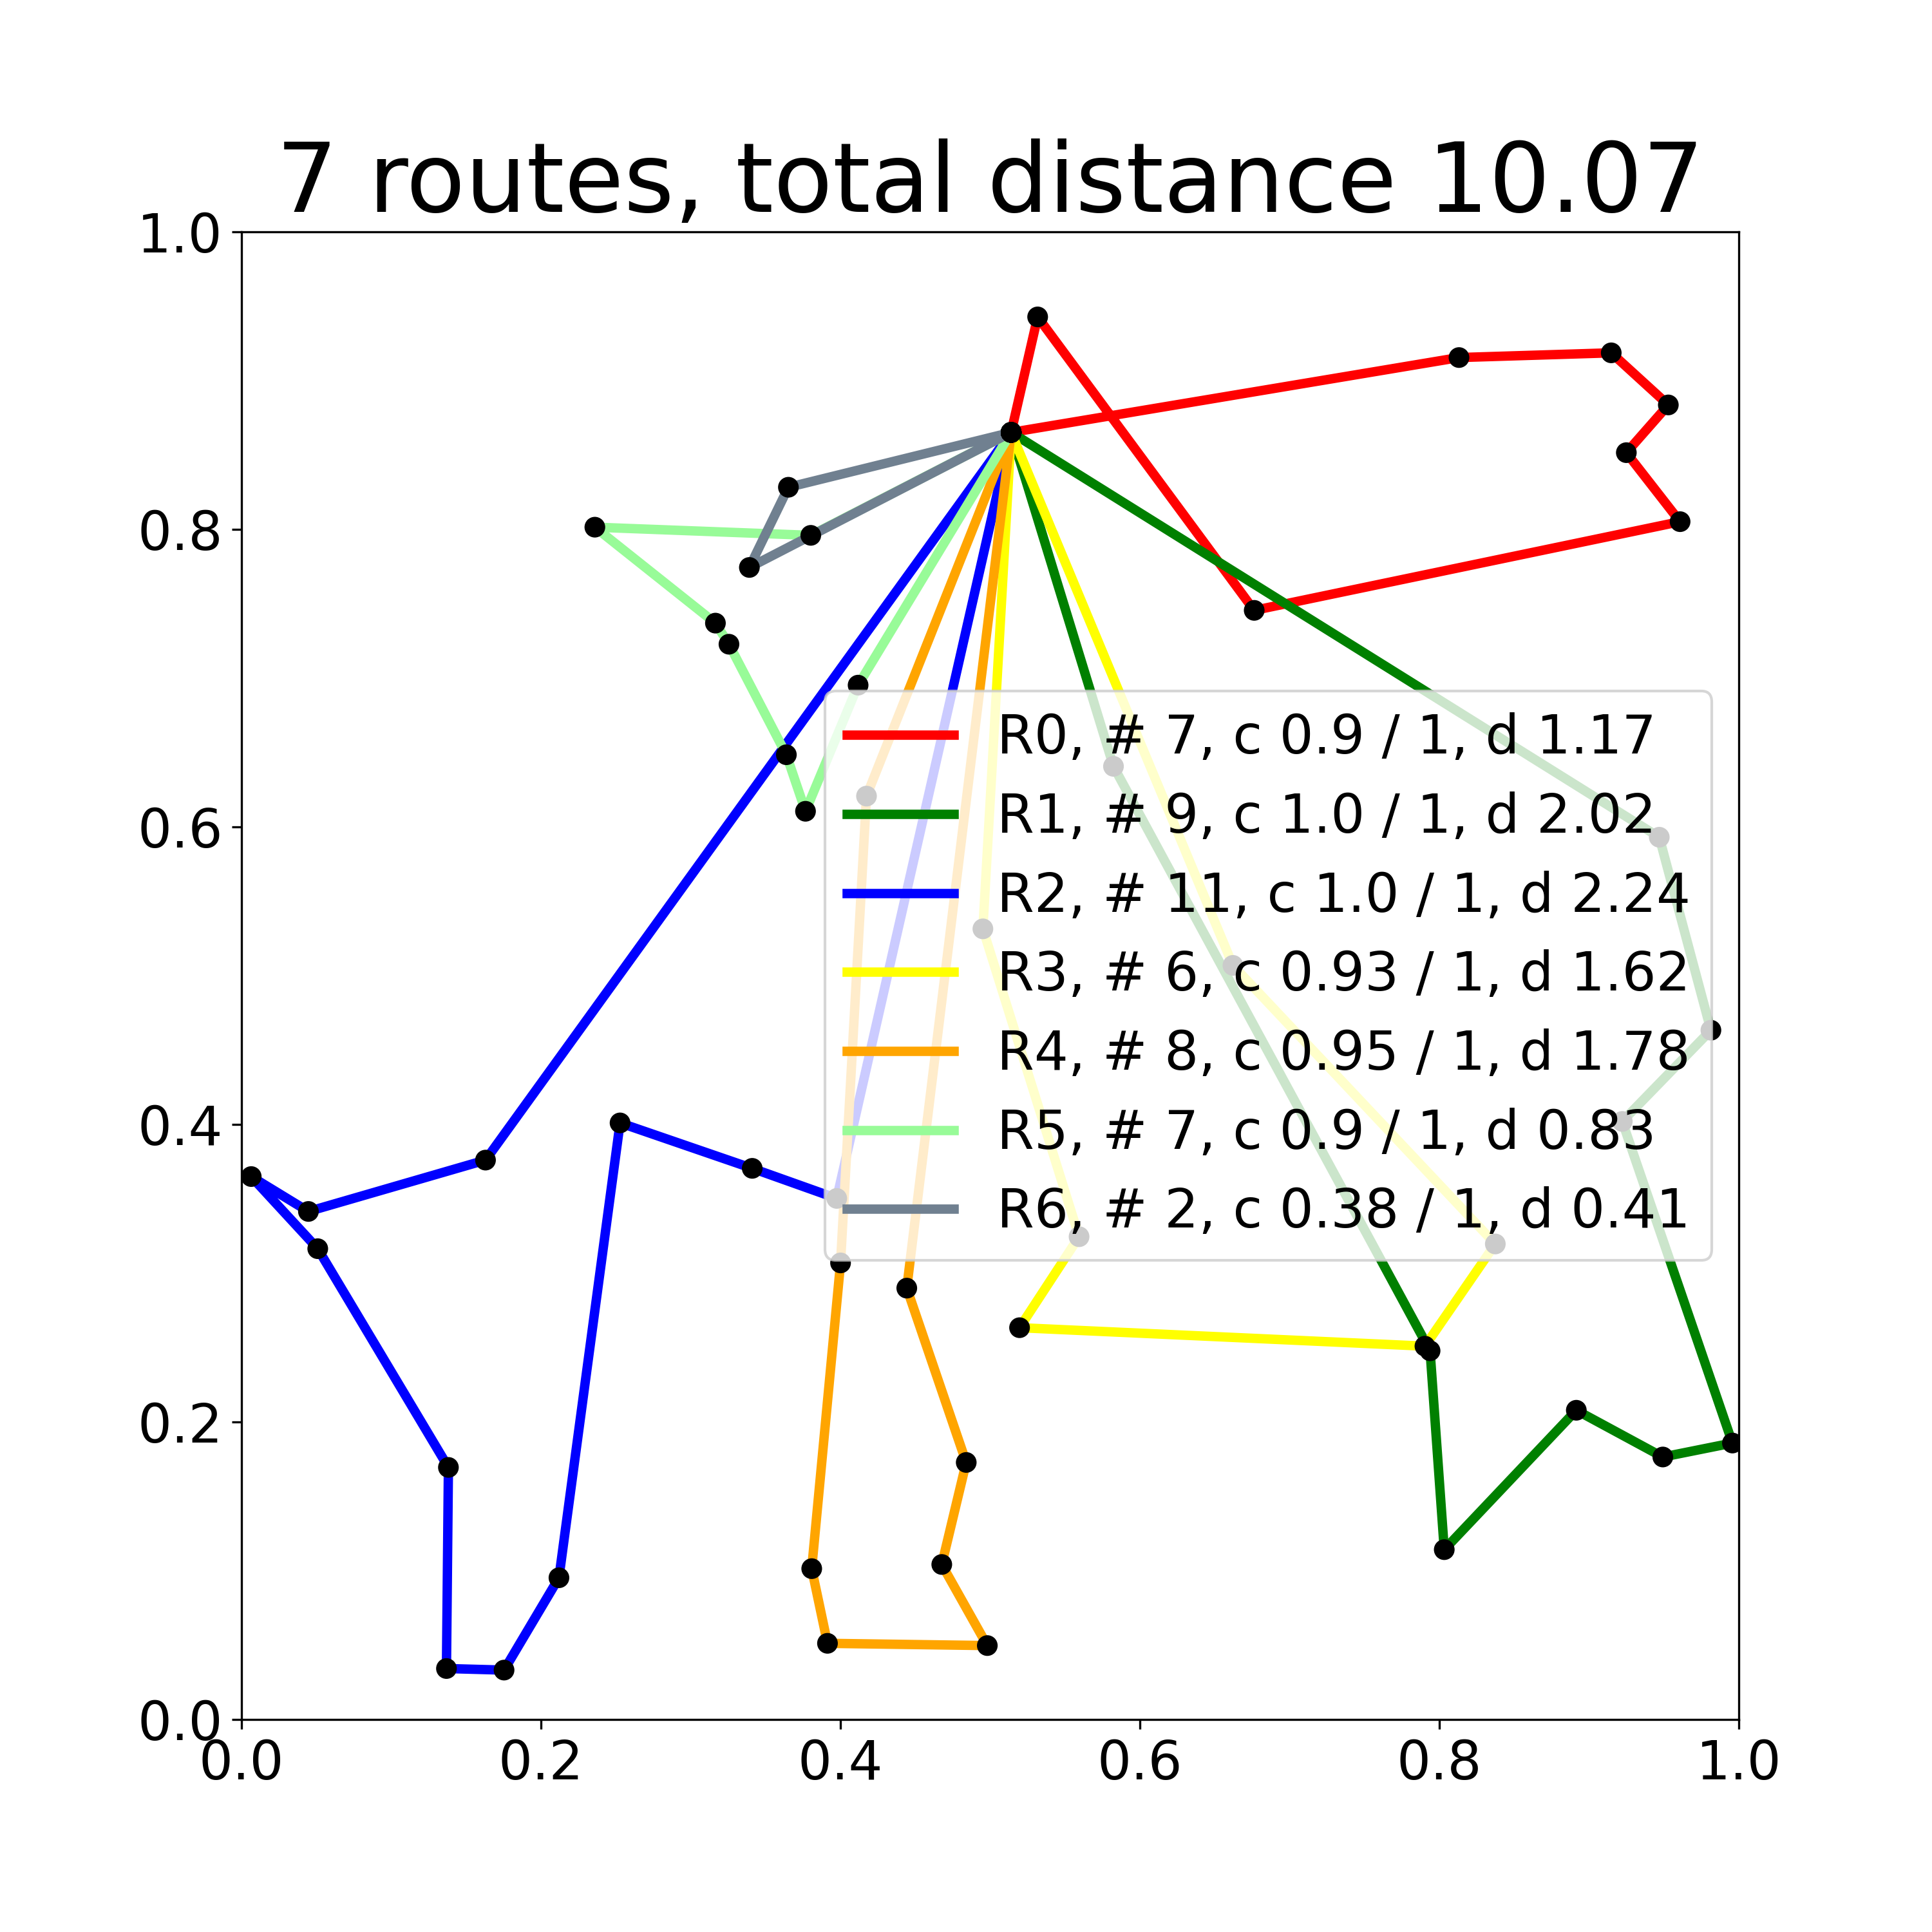 7 routes, total distance 10.07
1.0
0.8
0.6
0.4
0.2
0.0
R0, # 7, c 0.9 / 1, d 1.17
R1, # 9, c 1.0 / 1, d 2.02
R2, # 11, c 1.0 / 1, d 2.24
R3, # 6, c 0.93 / 1, d 1.62
R4, # 8, c 0.95 / 1, d 1.78
R5, # 7, c 0.9 / 1, d 0.83
R6, # 2, c 0.38 / 1, d 0.41
0.0 0.2 0.4 0.6 0.8 1.0